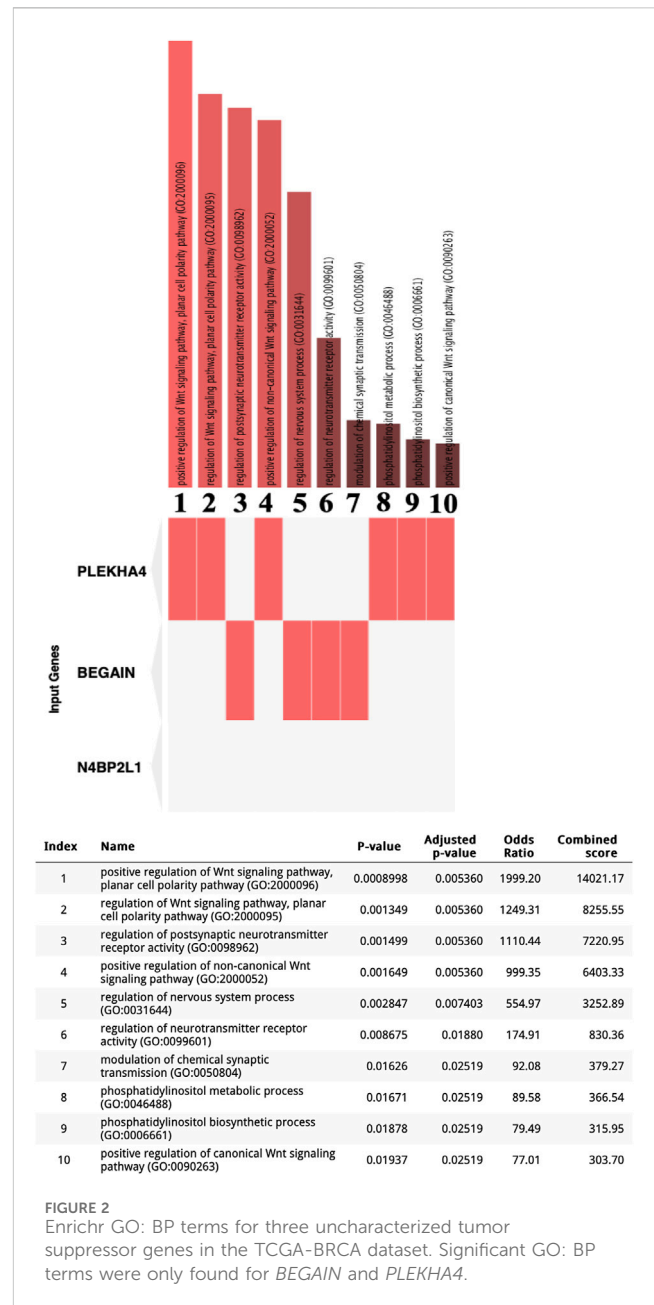 positive regulation of Wnt signaling pathway, planar cell polarity pathway (GO:2000096)
regulation of Wnt signaling pathway, planar cell polarity pathway (GO:2000095)
regulation of postsynaptic neurotransmitter receptor activity (GO:0098962)
positive regulation of non-canonical Wnt signaling pathway (GO:2000052)
regulation of nervous system process (GO:0031644)
regulation of neurotransmitter receptor activity (GO:0099601)
modulation of chemical synaptic transmission (GO:0050804)
phosphatidylinositol metabolic process (GO:0046488)
phosphatidylinositol biosynthetic process (GO:0006661)
positive regulation of canonical Wnt signaling pathway (GO:0090263)
1 2 3 4 5 6 7 8 9 10
Input Genes
PLEKHA4
BEGAIN
N4BP2L1
Index Name P-value Adjusted p-value Odds Ratio Combined score
1 positive regulation of Wnt signaling pathway,
planar cell polarity pathway (GO:2000096) 0.0008998 0.005360 1999.20 14021.17
2 regulation of Wnt signaling pathway, planar
cell polarity pathway (GO:2000095) 0.001349 0.005360 1249.31 8255.55
3 regulation of postsynaptic neurotransmitter
receptor activity (GO:0098962) 0.001499 0.005360 1110.44 7220.95
4 positive regulation of non-canonical Wnt
signaling pathway (GO:2000052) 0.001649 0.005360 999.35 6403.33
5 regulation of nervous system process
(GO:0031644) 0.002847 0.007403 554.97 3252.89
6 regulation of neurotransmitter receptor
activity (GO:0099601) 0.008675 0.01880 174.91 830.36
7 modulation of chemical synaptic
transmission (GO:0050804) 0.01626 0.02519 92.08 379.27
8 phosphatidylinositol metabolic process
(GO:0046488) 0.01671 0.02519 89.58 366.54
9 phosphatidylinositol biosynthetic process
(GO:0006661) 0.01878 0.02519 79.49 315.95
10 positive regulation of canonical Wnt signaling
pathway (GO:0090263) 0.01937 0.02519 77.01 303.70
FIGURE 2
Enrichr GO: BP terms for three uncharacterized tumor
suppressor genes in the TCGA-BRCA dataset. Significant GO: BP
terms were only found for BEGAIN and PLEKHA4.